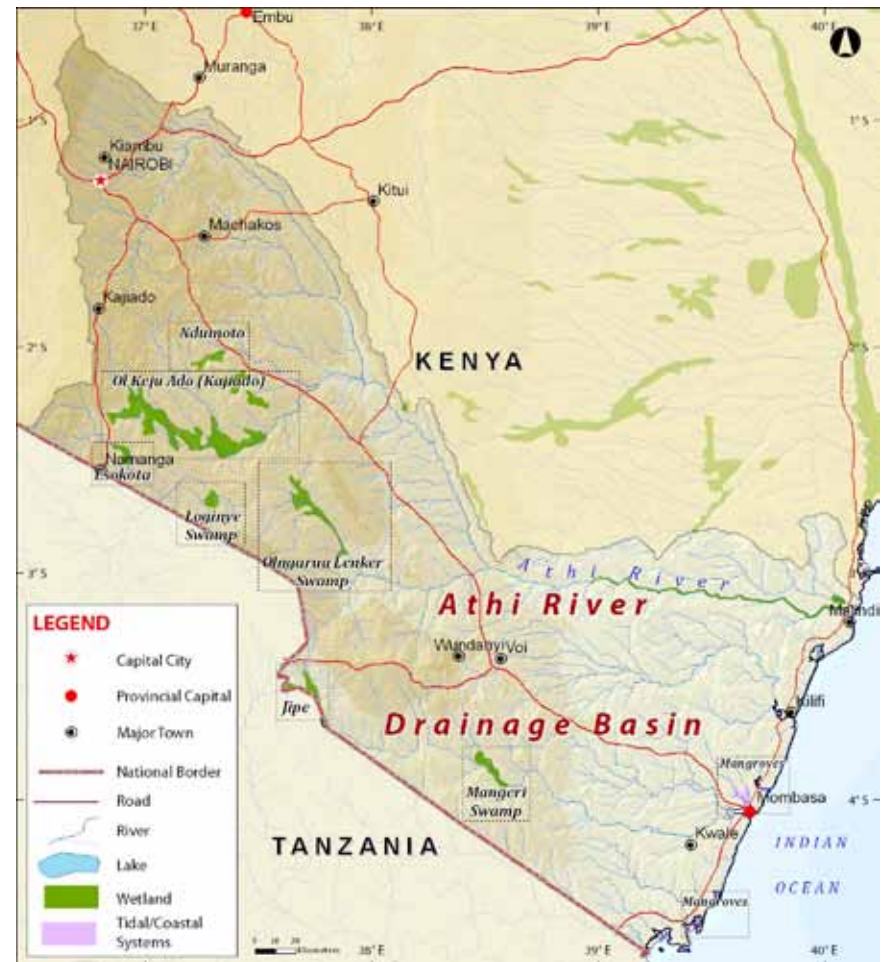 37° E
38° E
39° E
40° E
Embu
Muranga
1° S
1° S
Kiambu
NAIROBI
Kitui
Machakos
Kajiado
Ndumoto
2° S
KENYA
Ol Keju Ado (Kajiado)
Namanga
Esokota
Loginye
Swamp
Olngarua Lenker
Swamp
3° S
Athi River
Athi River
Malindi
LEGEND
Capital City
Provincial Capital
Major Town
National Border
Road
River
Lake
Wetland
Tidal/Coastal
Systems
Wundanyi
Voi
Jipe
Kilifi
Drainage Basin
Mangroves
Mangeri
Swamp
Mombasa
4° S
TANZANIA
Kwale
INDIAN
OCEAN
Mangroves
Kilometers
38° E
39° E
40° E